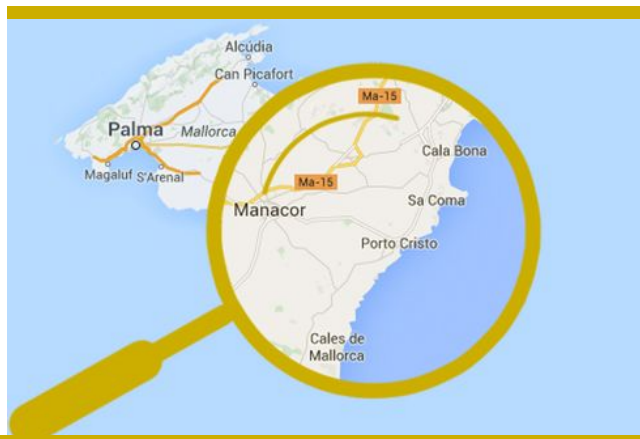 Alcúdia
Can Picafort
Ma-15
Palma
Mallorca
Cala Bona
Magaluf
S'Arenal
Ma-15
Sa Coma
Manacor
Porto Cristo
Cales de
Mallorca